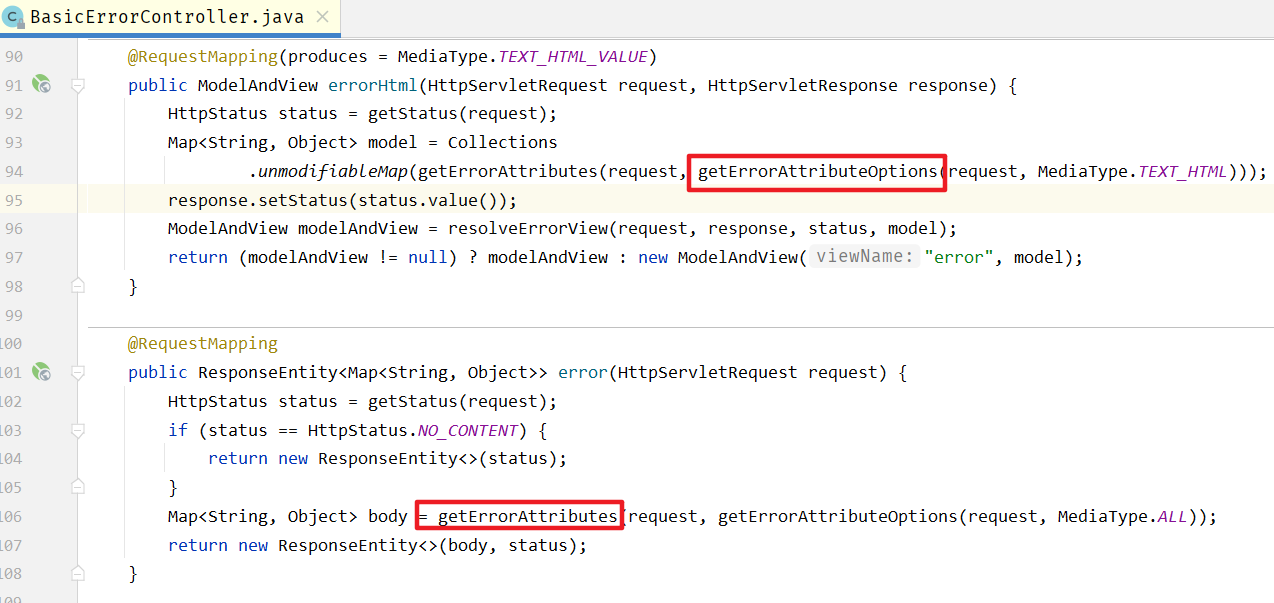 BasicErrorController.java
90 @RequestMapping(produces = MediaType.TEXT_HTML_VALUE)
91 public ModelAndView errorHtml(HttpServletRequest request, HttpServletResponse response) {
92 HttpStatus status = getStatus(request);
93 Map<String, Object> model = Collections
94 .unmodifiableMap(getErrorAttributes(request, getErrorAttributeOptions(request, MediaType.TEXT_HTML)));
95 response.setStatus(status.value());
96 ModelAndView modelAndView = resolveErrorView(request, response, status, model);
97 return (modelAndView != null) ? modelAndView : new ModelAndView( viewName: "error", model);
98 }
99
100 @RequestMapping
101 public ResponseEntity<Map<String, Object>> error(HttpServletRequest request) {
102 HttpStatus status = getStatus(request);
103 if (status == HttpStatus.NO_CONTENT) {
104 return new ResponseEntity<>(status);
105 }
106 Map<String, Object> body = getErrorAttributes(request, getErrorAttributeOptions(request, MediaType.ALL));
107 return new ResponseEntity<>(body, status);
108 }
109